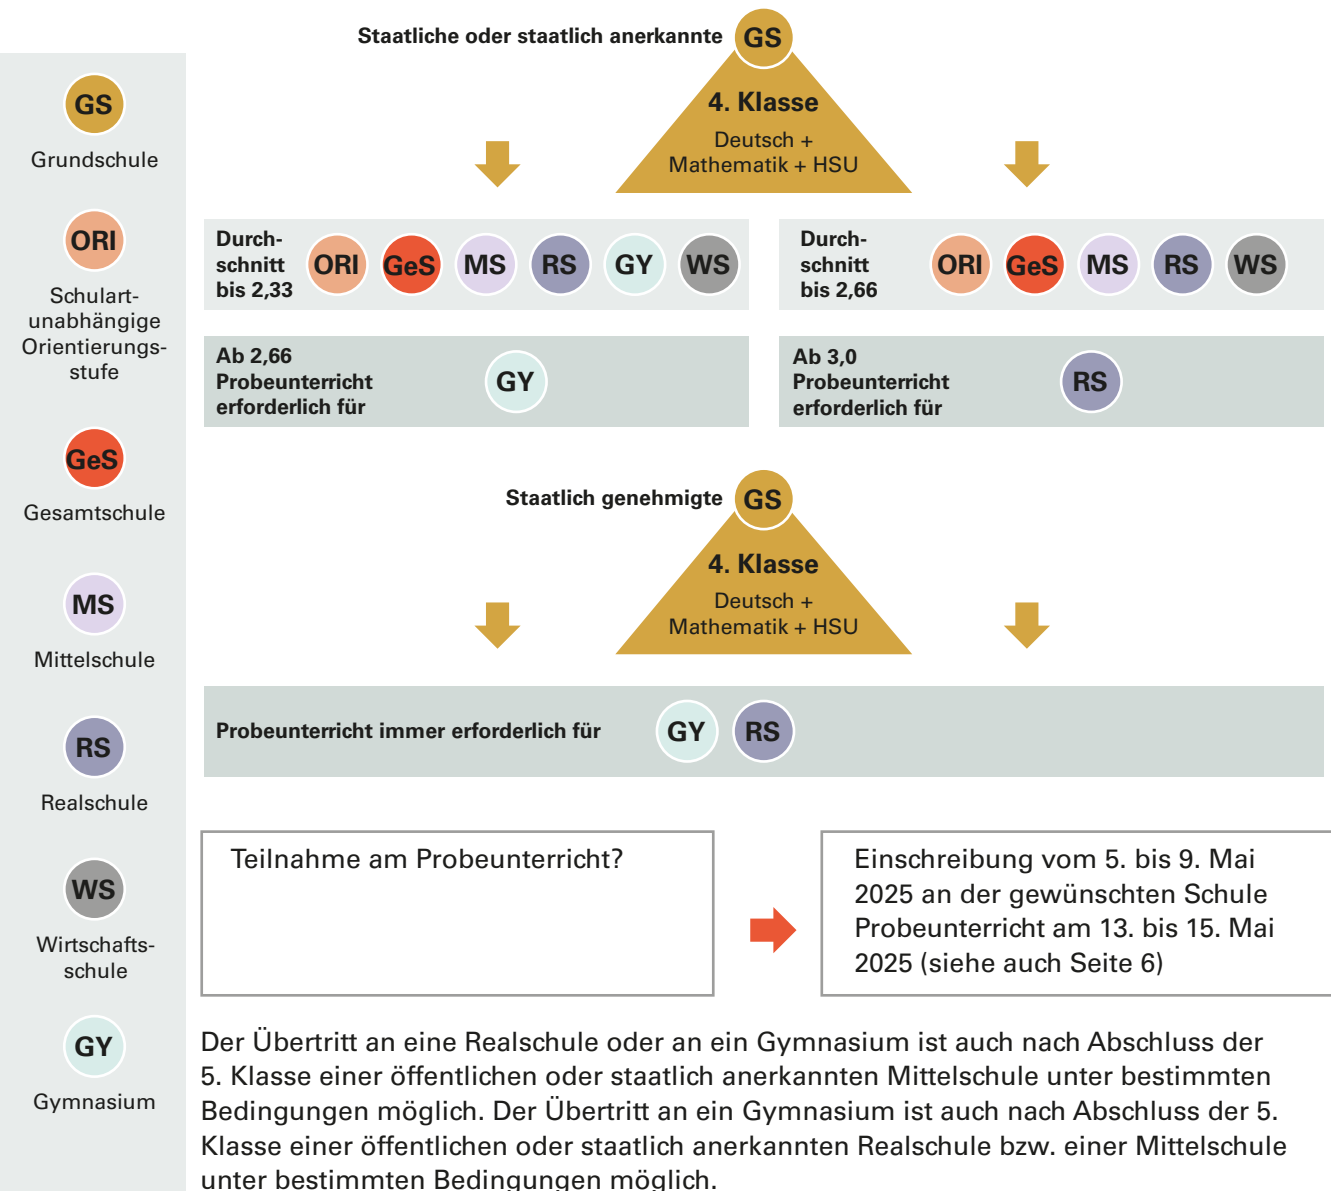 GS
Grundschule
ORI
Schulart-
unabhängige
Orientierungs-
stufe
GeS
Gesamtschule
MS
Mittelschule
RS
Realschule
WS
Wirtschafts-
schule
GY
Gymnasium
Staatliche oder staatlich anerkannte GS
4. Klasse
Deutsch +
Mathematik + HSU
Durch-
schnitt
bis 2,33
ORI GeS MS RS GY WS
Durch-
schnitt
bis 2,66
ORI GeS MS RS WS
Ab 2,66
Probeunterricht
erforderlich für
GY
Ab 3,0
Probeunterricht
erforderlich für
RS
Staatlich genehmigte GS
4. Klasse
Deutsch +
Mathematik + HSU
Probeunterricht immer erforderlich für GY RS
Teilnahme am Probeunterricht?
Einschreibung vom 5. bis 9. Mai
2025 an der gewünschten Schule
Probeunterricht am 13. bis 15. Mai
2025 (siehe auch Seite 6)
Der Übertritt an eine Realschule oder an ein Gymnasium ist auch nach Abschluss der
5. Klasse einer öffentlichen oder staatlich anerkannten Mittelschule unter bestimmten
Bedingungen möglich. Der Übertritt an ein Gymnasium ist auch nach Abschluss der 5.
Klasse einer öffentlichen oder staatlich anerkannten Realschule bzw. einer Mittelschule
unter bestimmten Bedingungen möglich.